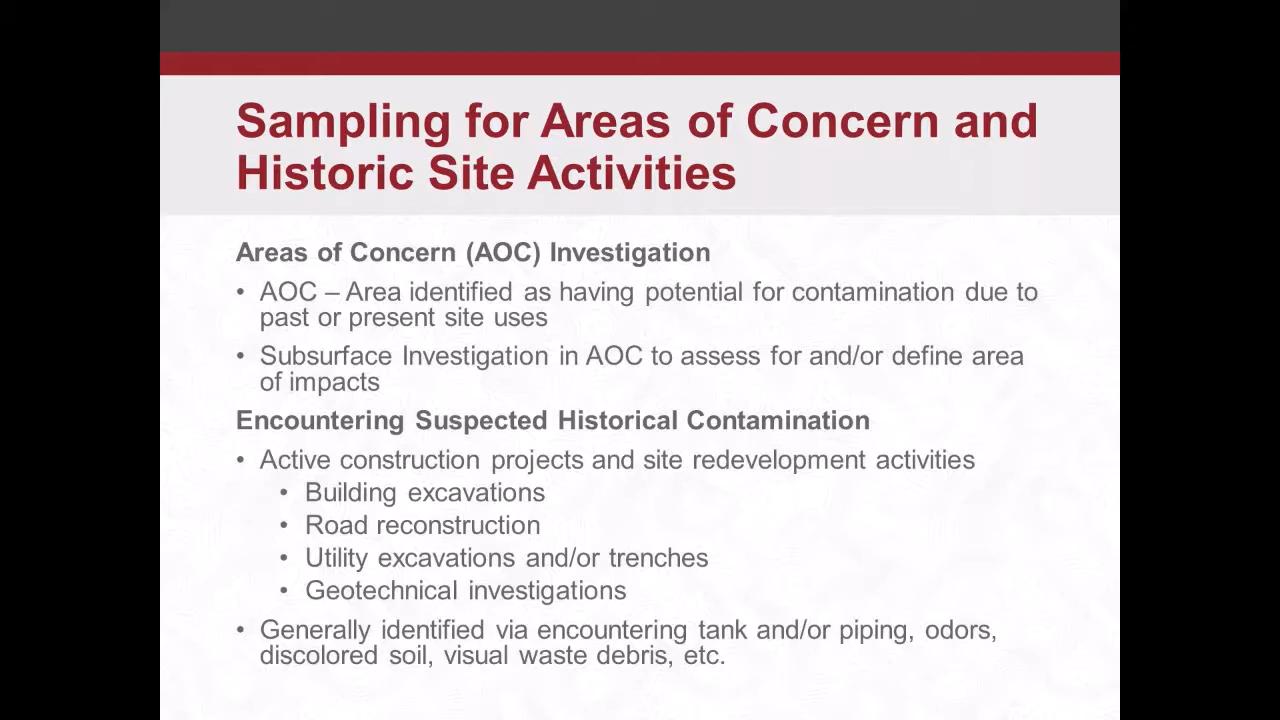 Sampling for Areas of Concern and
Historic Site Activities
Areas of Concern (AOC) Investigation
• AOC – Area identified as having potential for contamination due to
past or present site uses
• Subsurface Investigation in AOC to assess for and/or define area
of impacts
Encountering Suspected Historical Contamination
• Active construction projects and site redevelopment activities
• Building excavations
• Road reconstruction
• Utility excavations and/or trenches
• Geotechnical investigations
• Generally identified via encountering tank and/or piping, odors,
discolored soil, visual waste debris, etc.